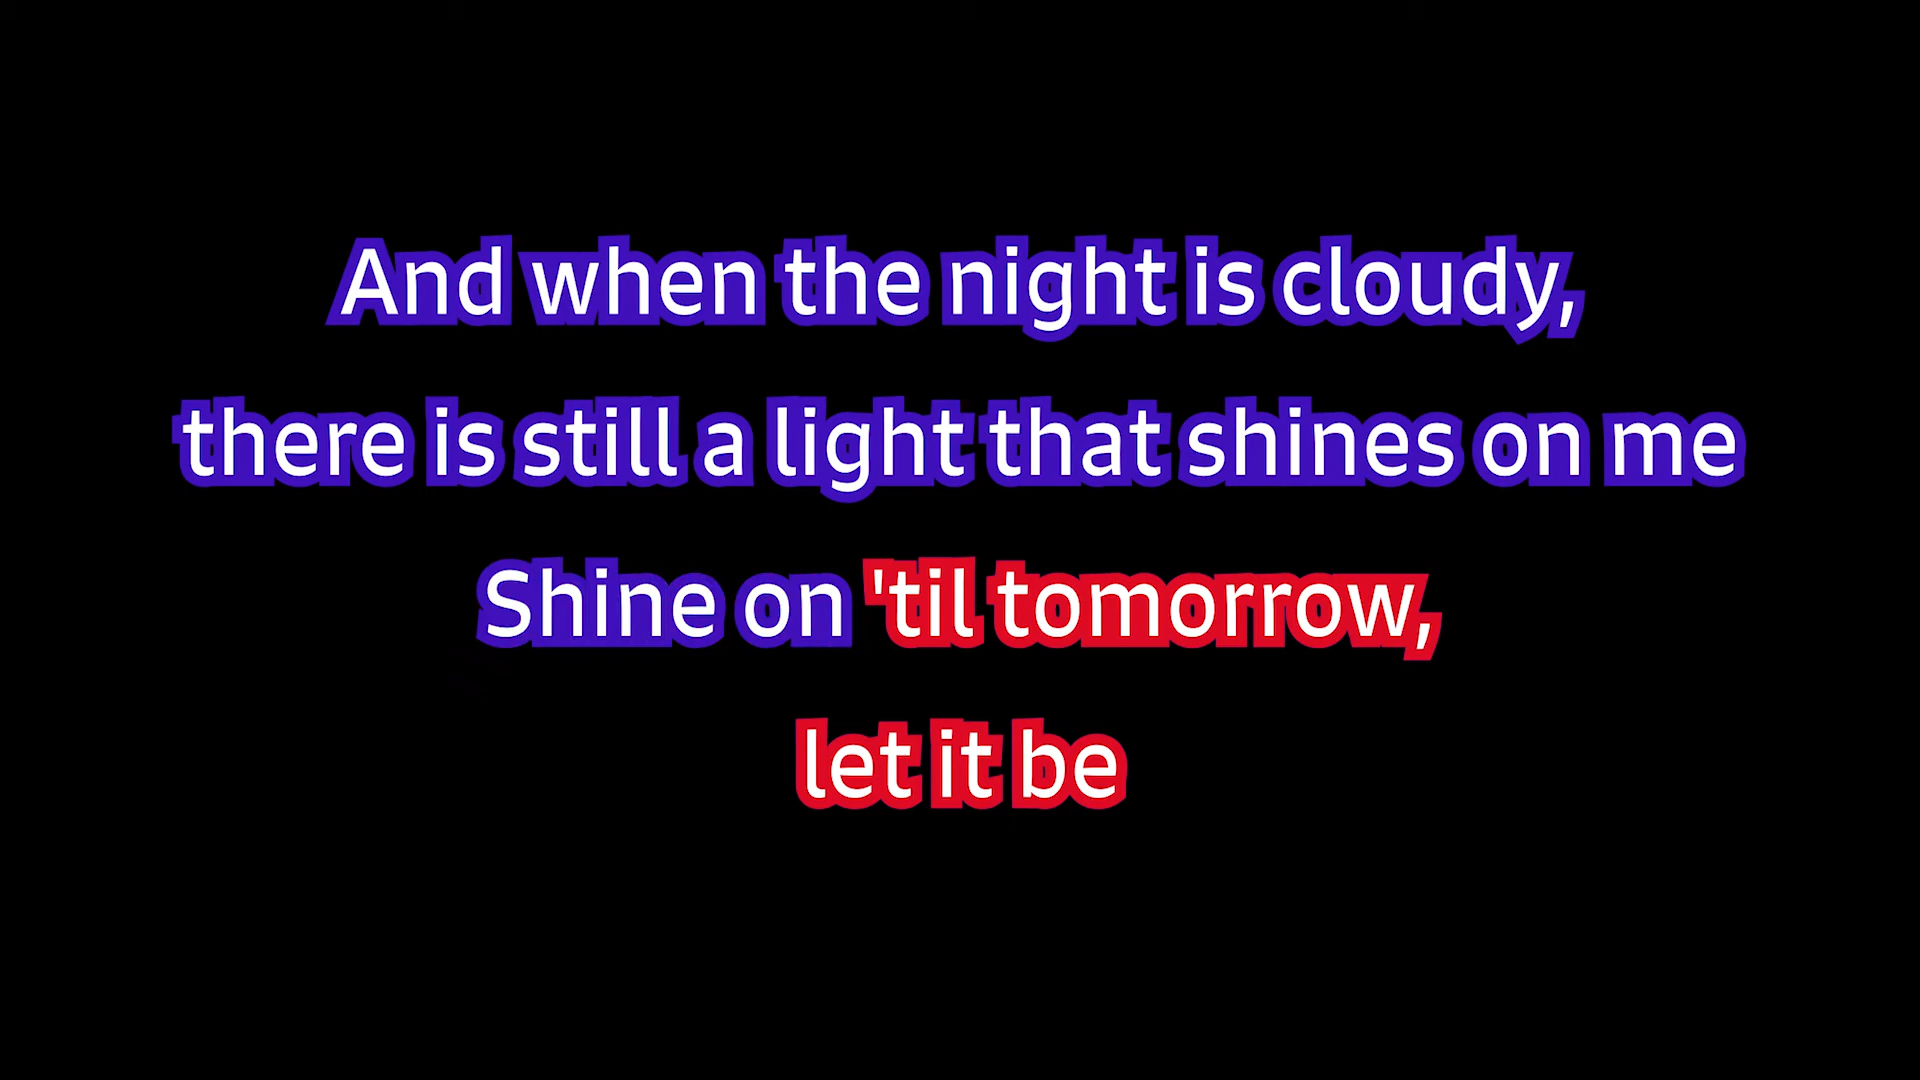 And when the night is cloudy,
there is still a light that shines on me
Shine on 'til tomorrow,
let it be